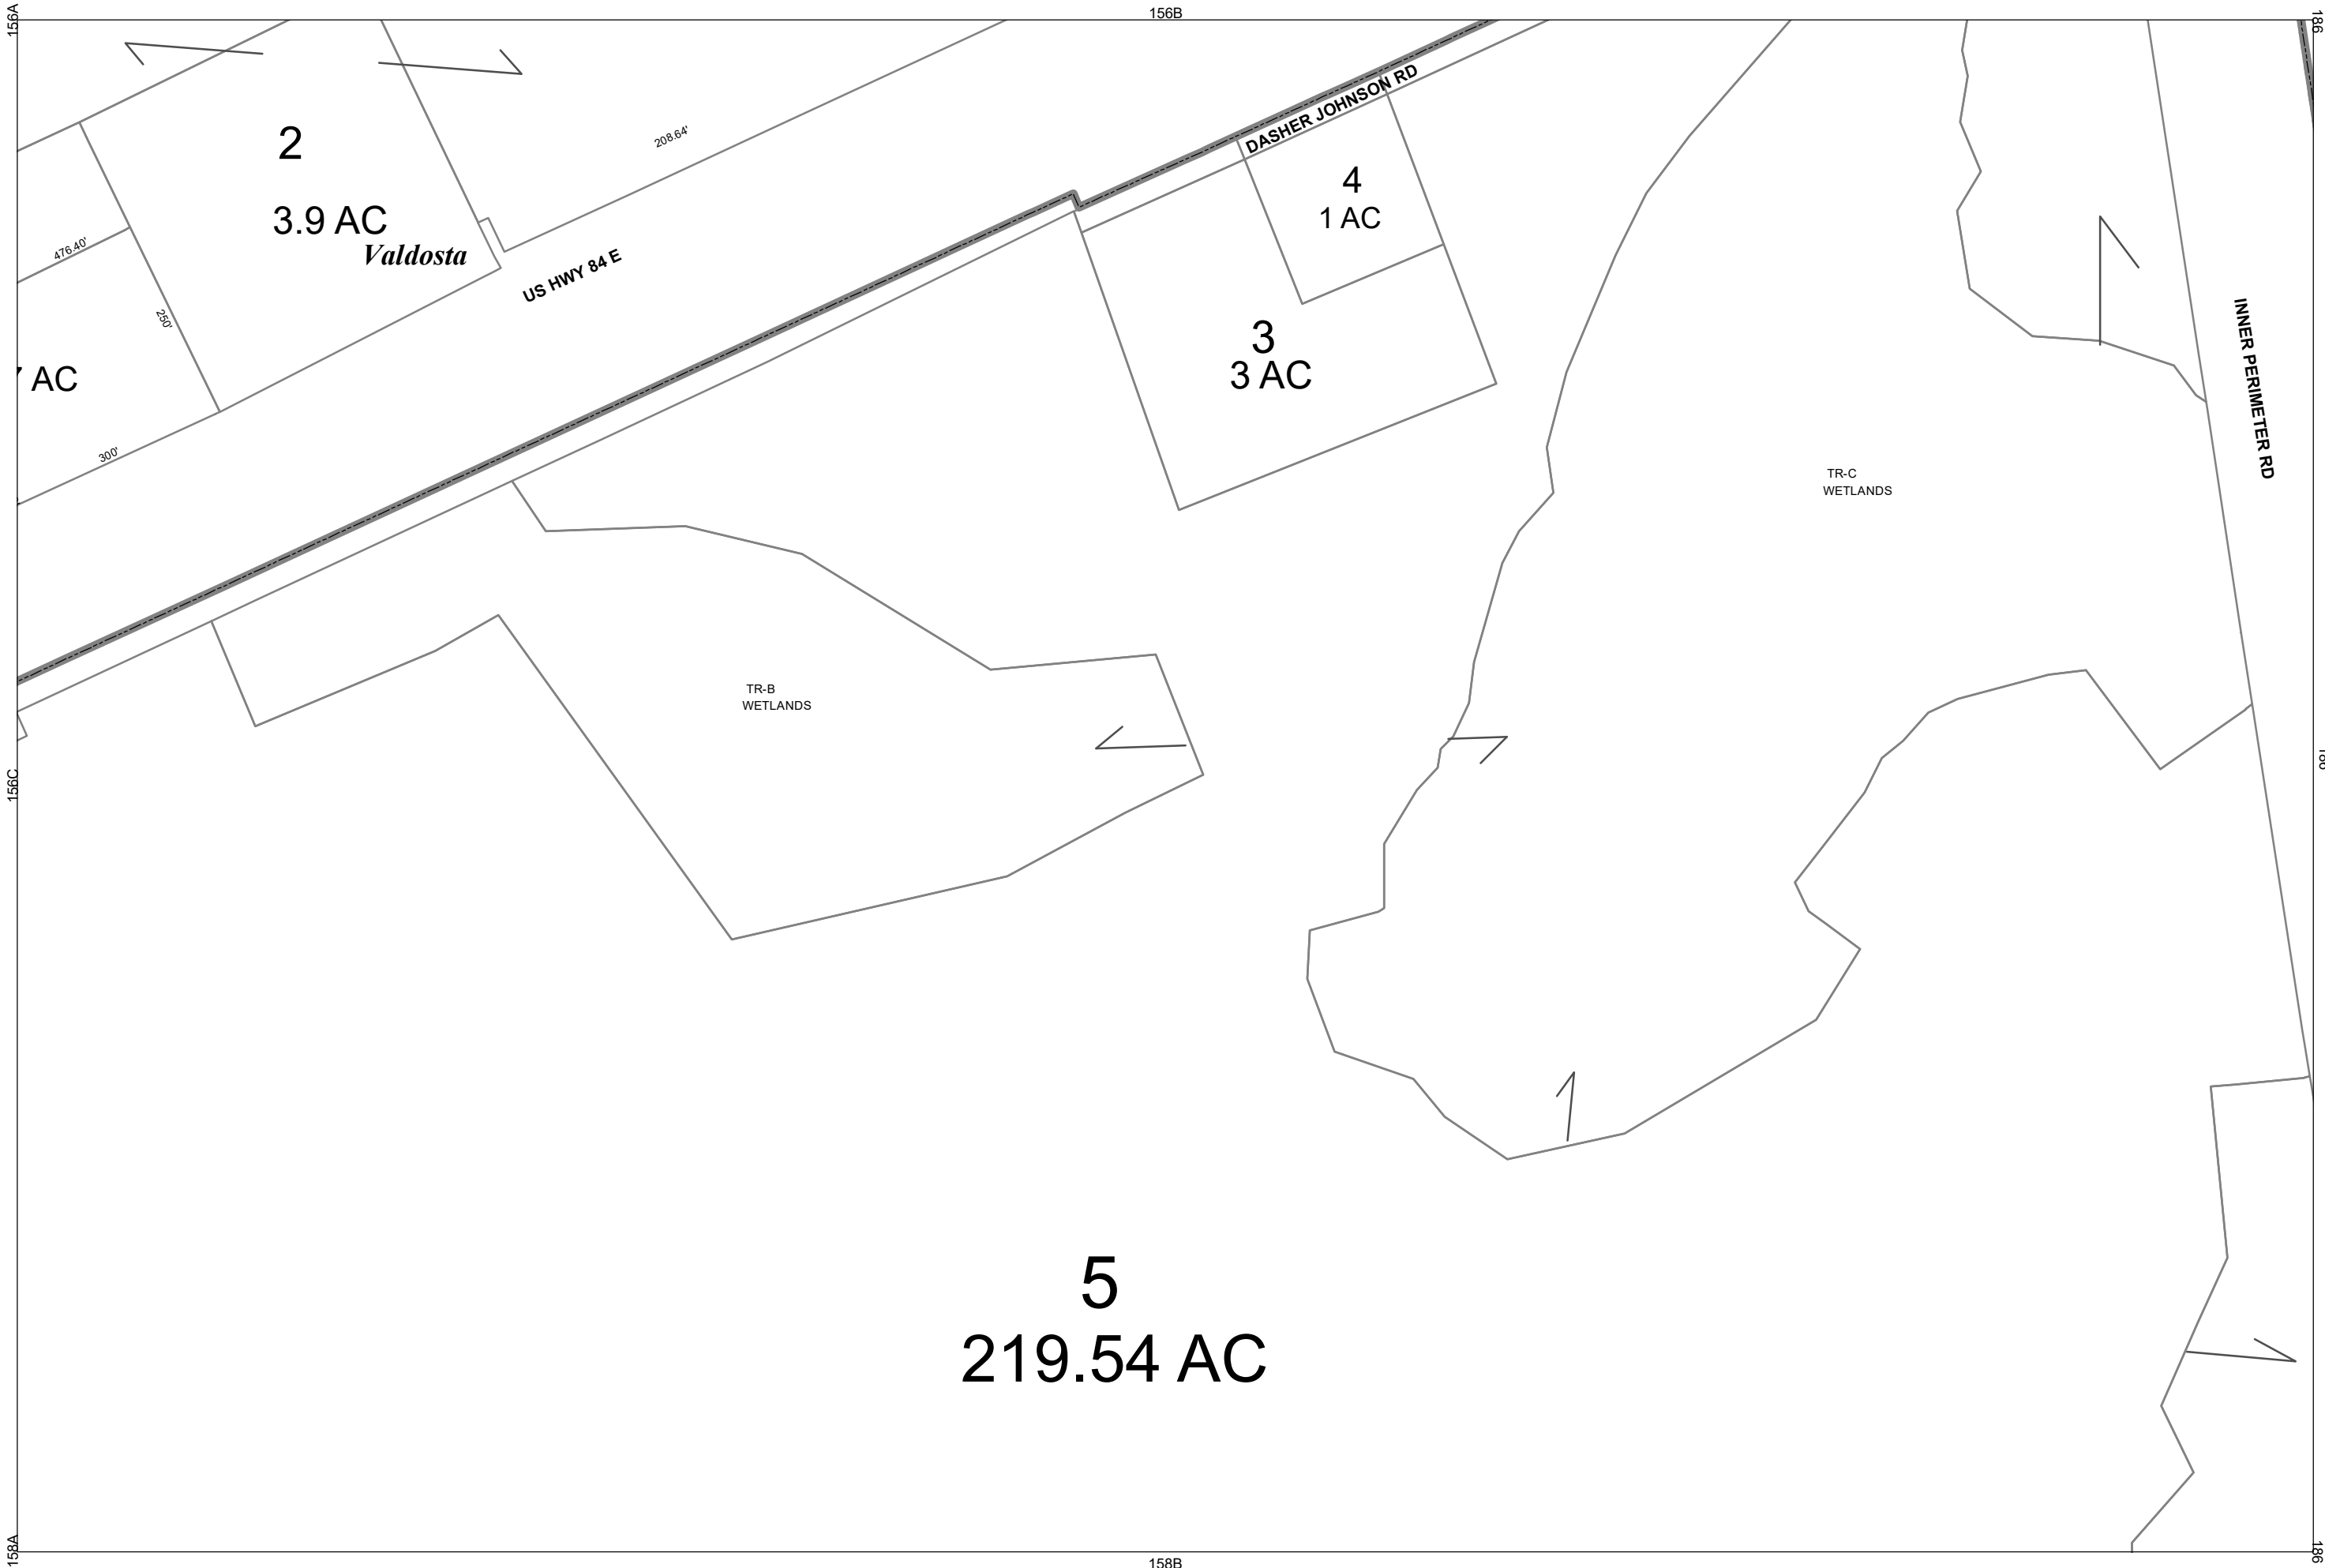 156A
156B
186
DASHER JOHNSON RD
2
208.64'
4
3.9 AC
1 AC
476.40'
Valdosta
US HWY 84 E
250'
3
3 AC
INNER PERIMETER RD
AC
300'
TR-C
WETLANDS
TR-B
WETLANDS
156C
5
219.54 AC
158A
158B
186